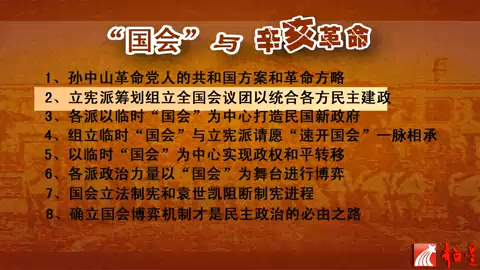 “国会”与 辛亥革命
1、孙中山革命党人的共和国方案和革命方略
2、立宪派筹划组立全国会议团以统合各方民主建政
3、各派以临时“国会”为中心打造民国新政府
4、组立临时“国会”与立宪派请愿“速开国会”一脉相承
5、以临时“国会”为中心实现政权和平转移
6、各派政治力量以“国会”为舞台进行博弈
7、国会立法制宪和袁世凯阻断制宪进程
8、确立国会博弈机制才是民主政治的必由之路